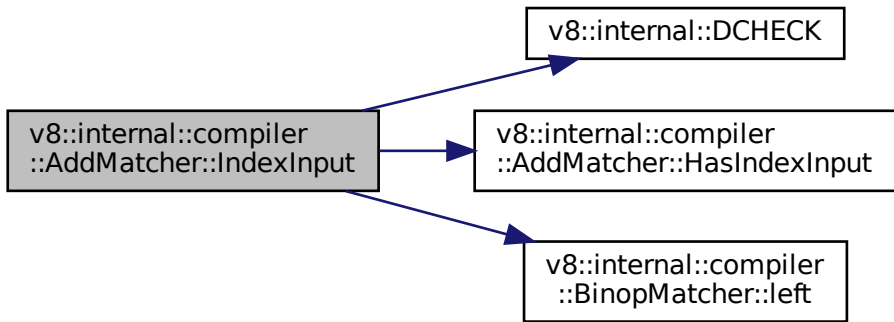 v8::internal::compiler
::AddMatcher::IndexInput
v8::internal::DCHECK
v8::internal::compiler
::AddMatcher::HasIndexInput
v8::internal::compiler
::BinopMatcher::left